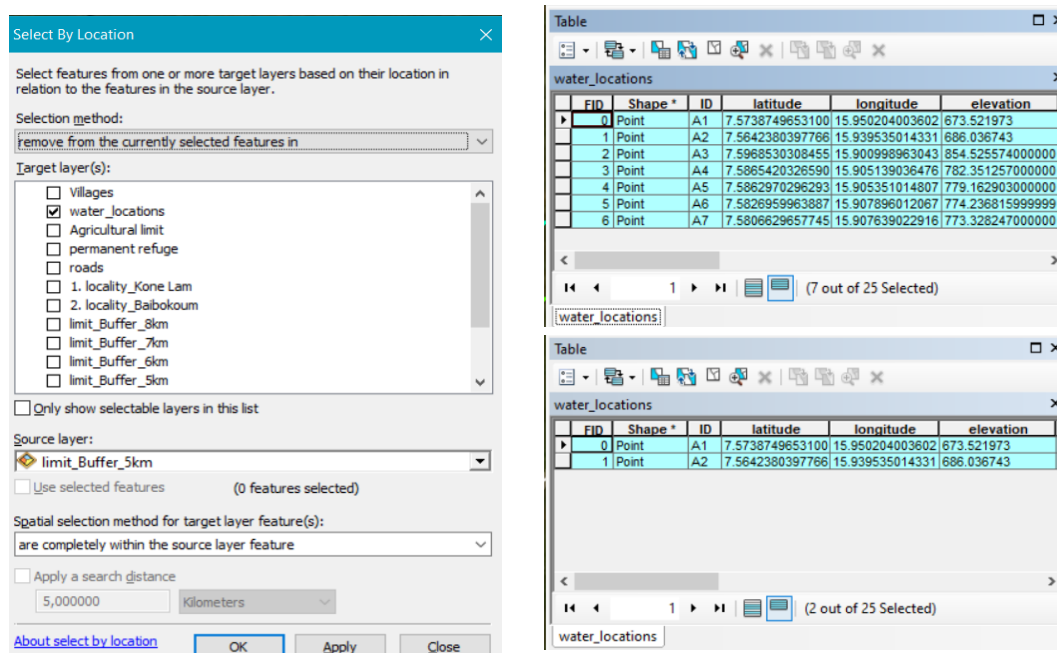 Select By Location
Select features from one or more target layers based on their location in
relation to the features in the source layer.
Selection method:
remove from the currently selected features in
Target layer(s):
Villages
water_locations
Agricultural limit
permanent refuge
roads
1. locality_Kone Lam
2. locality_Baibokoum
limit_Buffer_8km
limit_Buffer_7km
limit_Buffer_6km
limit_Buffer_5km
Only show selectable layers in this list
Source layer:
limit_Buffer_5km
Use selected features (0 features selected)
Spatial selection method for target layer feature(s):
are completely within the source layer feature
Apply a search distance
5,000000 Kilometers
About select by location OK Apply Close
Table
water_locations
FID Shape * ID latitude longitude elevation
0 Point A1 7.5738749653100 15.950204003602 673.521973
1 Point A2 7.5642380397766 15.939535014331 686.036743
2 Point A3 7.5968530308455 15.900998963043 854.525574000000
3 Point A4 7.5865420326590 15.905139036476 782.351257000000
4 Point A5 7.5862970296293 15.905351014807 779.162903000000
5 Point A6 7.5826959963887 15.907896012067 774.236815999999
6 Point A7 7.5806629657745 15.907639022916 773.328247000000
1 (7 out of 25 Selected)
water_locations
Table
water_locations
FID Shape * ID latitude longitude elevation
0 Point A1 7.5738749653100 15.950204003602 673.521973
1 Point A2 7.5642380397766 15.939535014331 686.036743
1 (2 out of 25 Selected)
water_locations